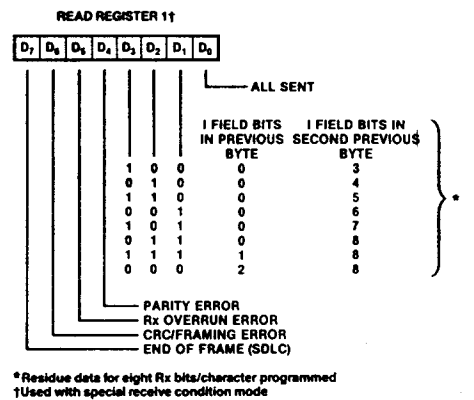 READ REGISTER 1†
D₇ D₆ D₅ D₄ D₃ D₂ D₁ D₀
ALL SENT
I FIELD BITS I FIELD BITS IN
IN PREVIOUS SECOND PREVIOUS
BYTE BYTE
1 0 0 0 3
0 1 0 0 4
1 1 0 0 5
0 0 1 0 6
1 0 1 0 7
0 1 1 0 8
1 1 1 1 8
0 0 0 2 8
*
PARITY ERROR
Rx OVERRUN ERROR
CRC/FRAMING ERROR
END OF FRAME (SDLC)
*Residue data for eight Rx bits/character programmed
†Used with special receive condition mode